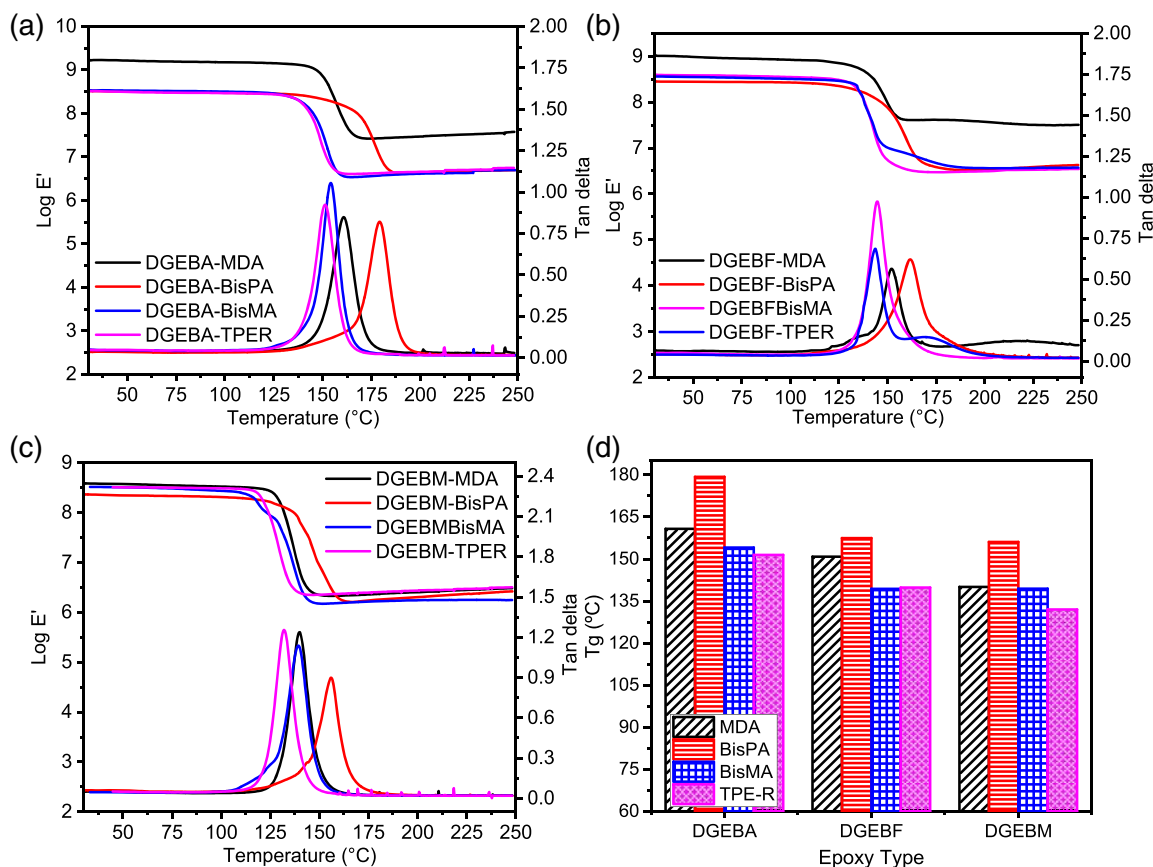 (a)
10
9
8
7
6
5
4
3
2
Log E'
2.00
1.75
1.50
1.25
1.00
0.75
0.50
0.25
0.00
Tan delta
DGEBA-MDA
DGEBA-BisPA
DGEBA-BisMA
DGEBA-TPER
50 75 100 125 150 175 200 225 250
Temperature (°C)
(b)
9
8
7
6
5
4
3
2
Log E'
2.00
1.75
1.50
1.25
1.00
0.75
0.50
0.25
0.00
Tan delta
DGEBF-MDA
DGEBF-BisPA
DGEBFBisMA
DGEBF-TPER
50 75 100 125 150 175 200 225 250
Temperature (°C)
(c)
9
8
7
6
5
4
3
2
Log E'
2.4
2.1
1.8
1.5
1.2
0.9
0.6
0.3
0.0
Tan delta
DGEBM-MDA
DGEBM-BisPA
DGEBMBisMA
DGEBM-TPER
50 75 100 125 150 175 200 225 250
Temperature (°C)
(d)
180
165
150
135
120
105
90
75
60
Tg (ºC)
MDA
BisPA
BisMA
TPE-R
DGEBA DGEBF DGEBM
Epoxy Type